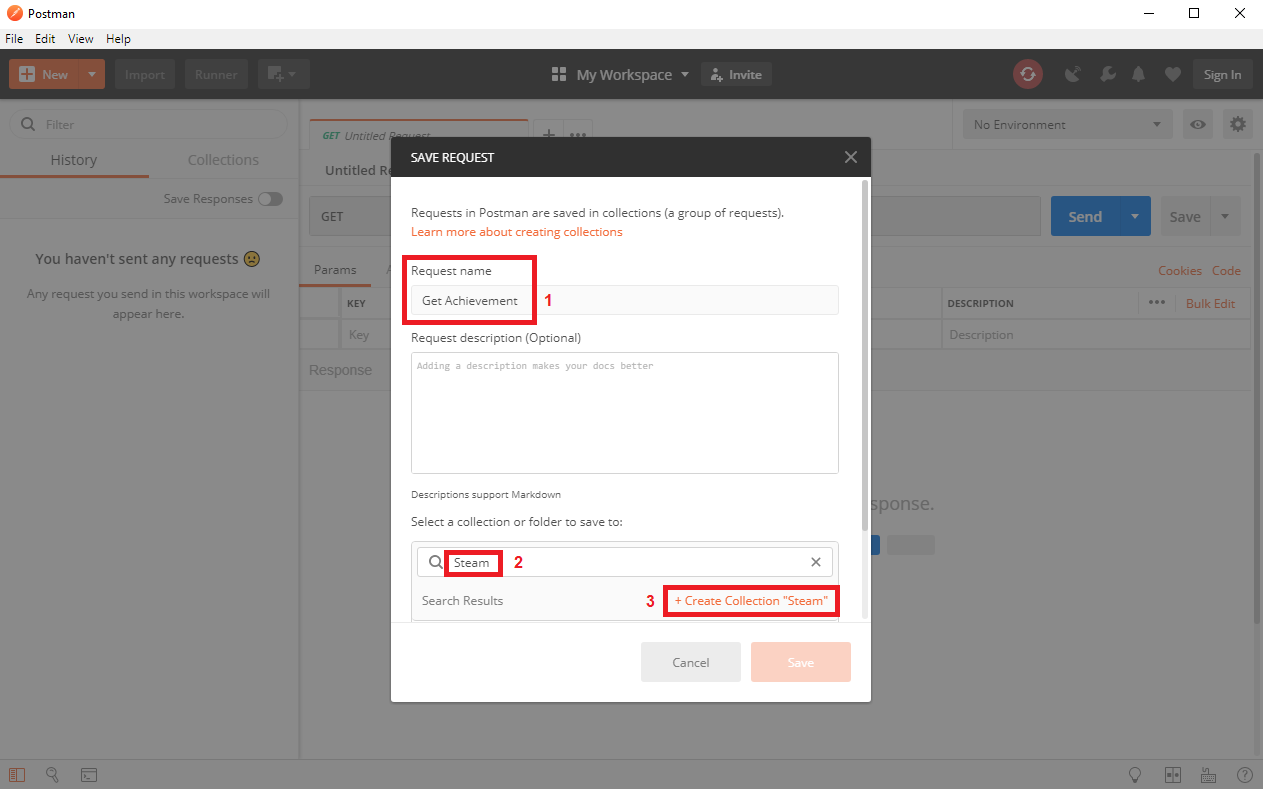 Postman
File Edit View Help
New Import Runner My Workspace Invite Sign In
Filter
GET Untitled Request
No Environment
History Collections
SAVE REQUEST
Untitled Re
Save Responses
Requests in Postman are saved in collections (a group of requests).
Learn more about creating collections
GET
Send Save
You haven't sent any requests
Any request you send in this workspace will
appear here.
Params
Cookies Code
Request name
Get Achievement 1
KEY
DESCRIPTION
Bulk Edit
Key
Description
Request description (Optional)
Adding a description makes your docs better
Response
sponse.
Descriptions support Markdown
Select a collection or folder to save to:
Steam 2
Search Results 3 + Create Collection "Steam"
Cancel Save